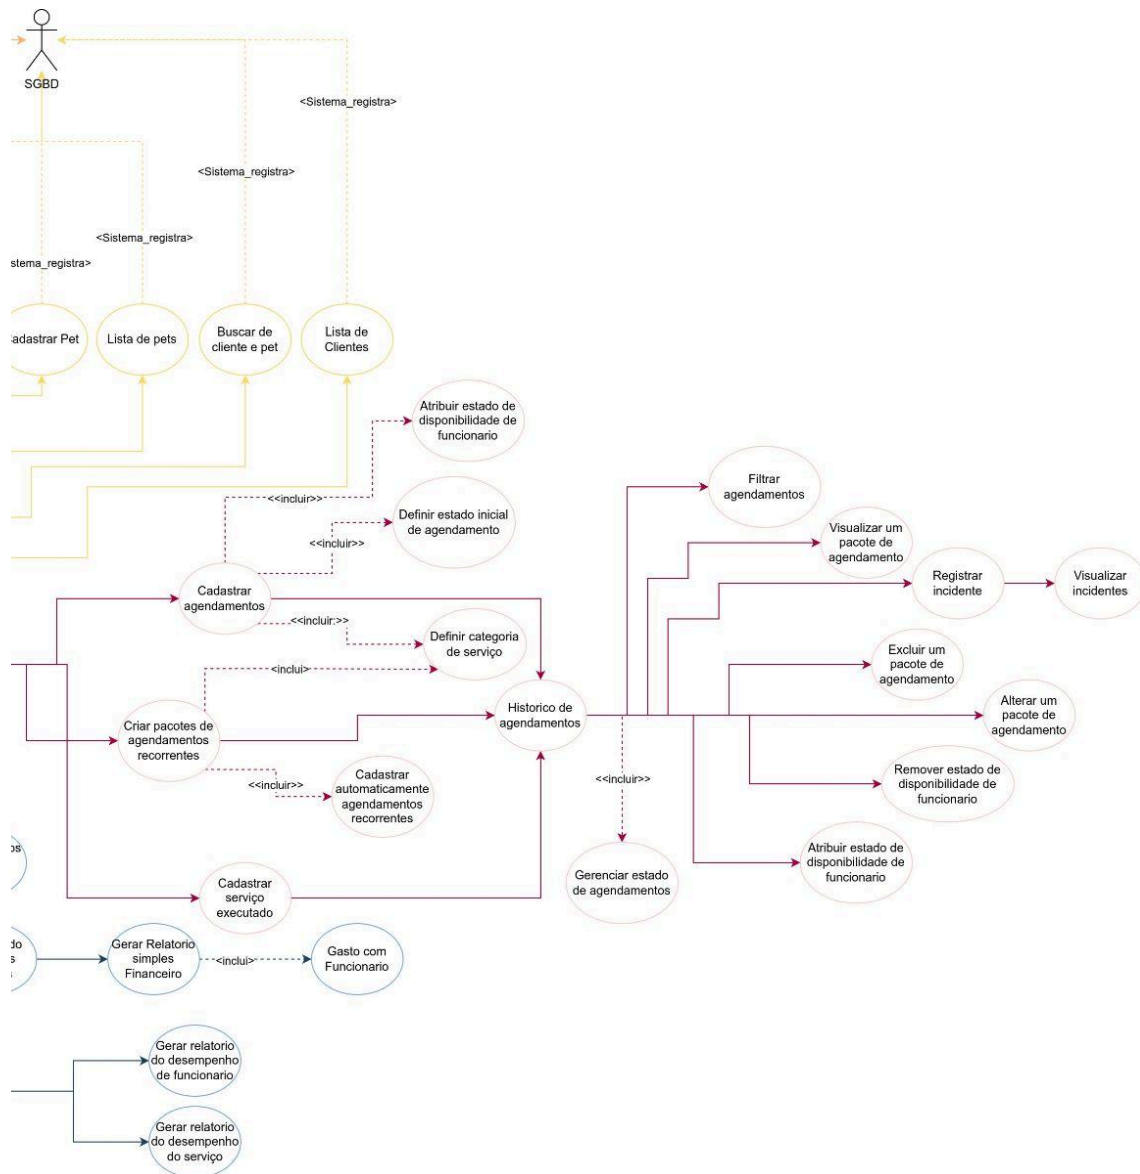 SGBD
<Sistema_registra>
<Sistema_registra>
<Sistema_registra>
stema_registra>
Cadastrar Pet
Lista de pets
Buscar de
cliente e pet
Lista de
Clientes
Atribuir estado de
disponibilidade de
funcionario
<<incluir>>
Definir estado inicial
de agendamento
<<incluir>>
Filtrar
agendamentos
Visualizar um
pacote de
agendamento
Cadastrar
agendamentos
Registrar
incidente
Visualizar
incidentes
<<incluir:>>
Definir categoria
de serviço
<inclui>
Excluir um
pacote de
agendamento
Criar pacotes de
agendamentos
recorrentes
Historico de
agendamentos
Alterar um
pacote de
agendamento
<<incluir>>
Cadastrar
automaticamente
agendamentos
recorrentes
<<incluir>>
Remover estado de
disponibilidade de
funcionario
Atribuir estado de
disponibilidade de
funcionario
Gerenciar estado
de agendamentos
os
Cadastrar
serviço
executado
do
s
s
Gerar Relatorio
simples
Financeiro
<inclui>
Gasto com
Funcionario
Gerar relatorio
do desempenho
de funcionario
Gerar relatorio
do desempenho
do serviço